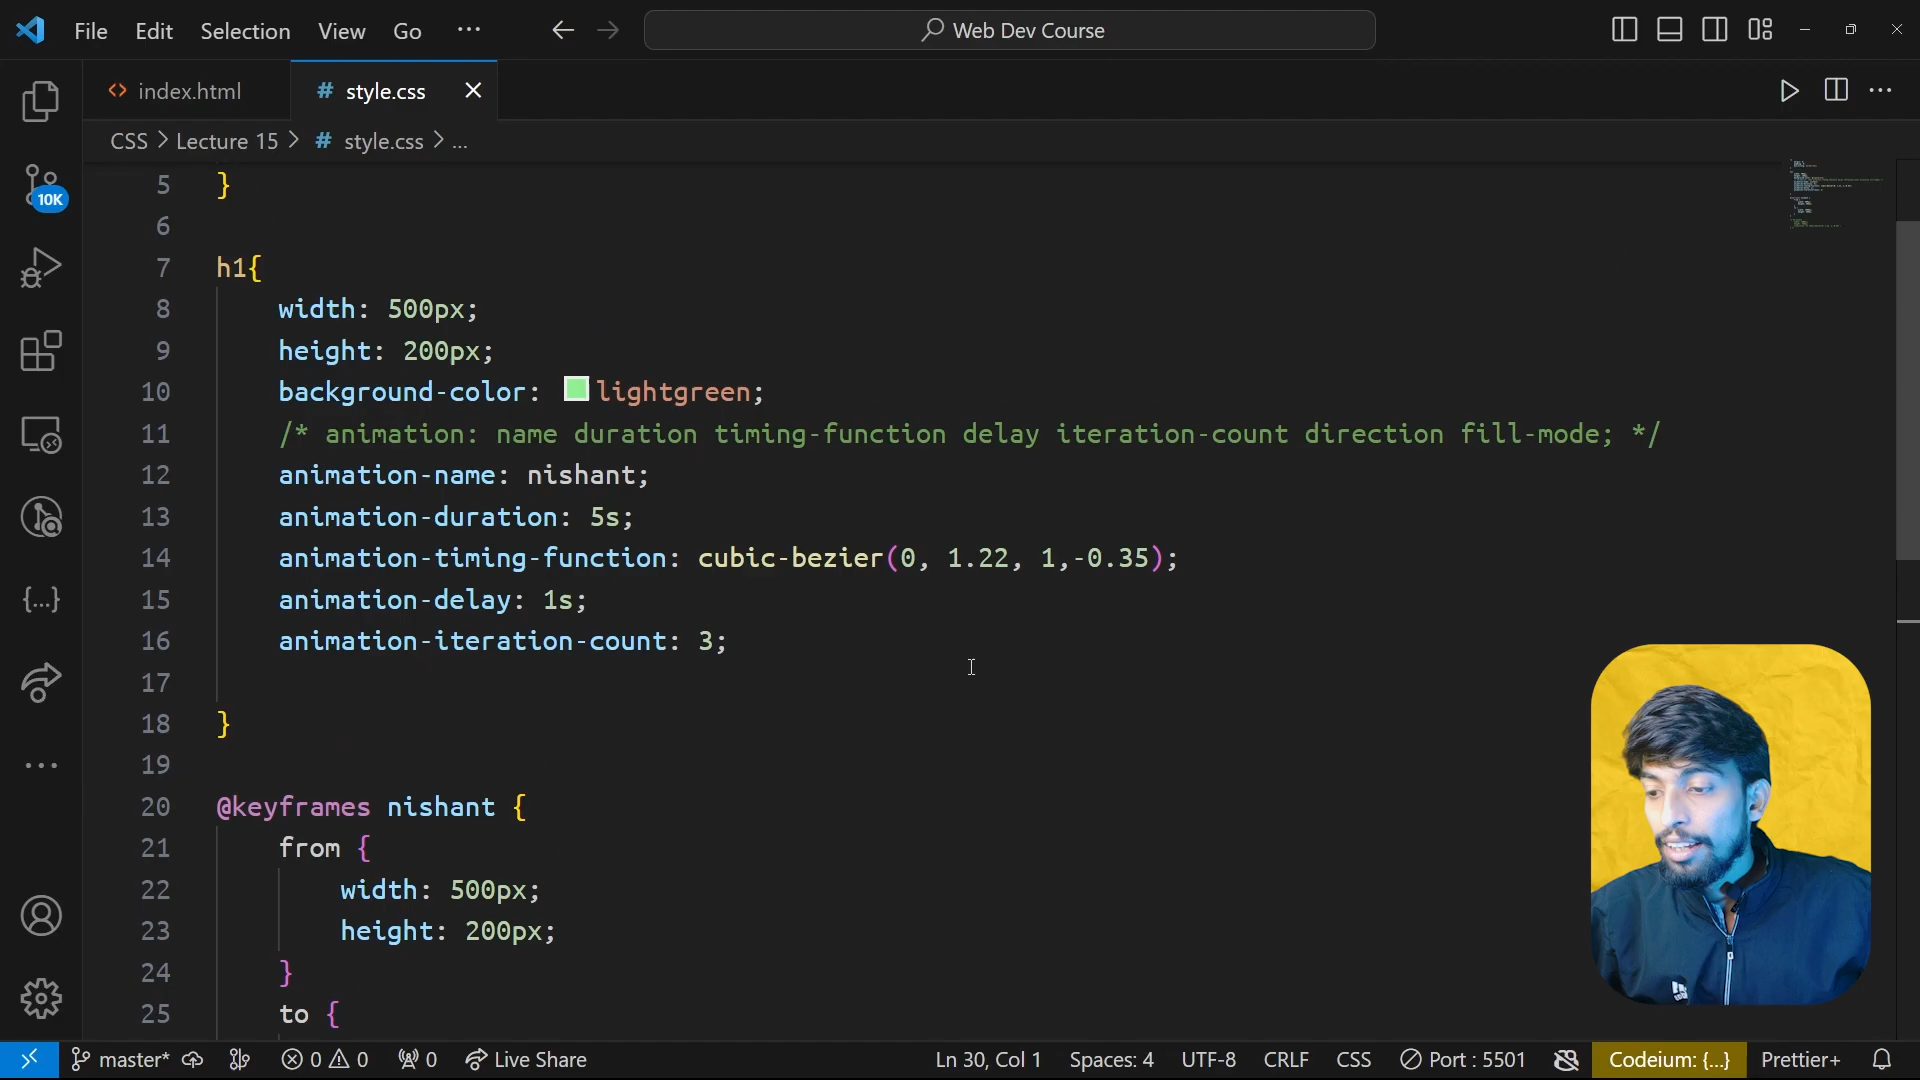 File Edit Selection View Go ... Web Dev Course
<> index.html # style.css
CSS > Lecture 15 > # style.css > ...
10K
5 }
6
7 h1{
8 width: 500px;
9 height: 200px;
10 background-color: lightgreen;
11 /* animation: name duration timing-function delay iteration-count direction fill-mode; */
12 animation-name: nishant;
13 animation-duration: 5s;
14 animation-timing-function: cubic-bezier(0, 1.22, 1,-0.35);
15 animation-delay: 1s;
16 animation-iteration-count: 3;
17
18 }
19
20 @keyframes nishant {
21 from {
22 width: 500px;
23 height: 200px;
24 }
25 to {
master* 0 0 0 Live Share Ln 30, Col 1 Spaces: 4 UTF-8 CRLF CSS Port : 5501 Codeium: {...} Prettier+